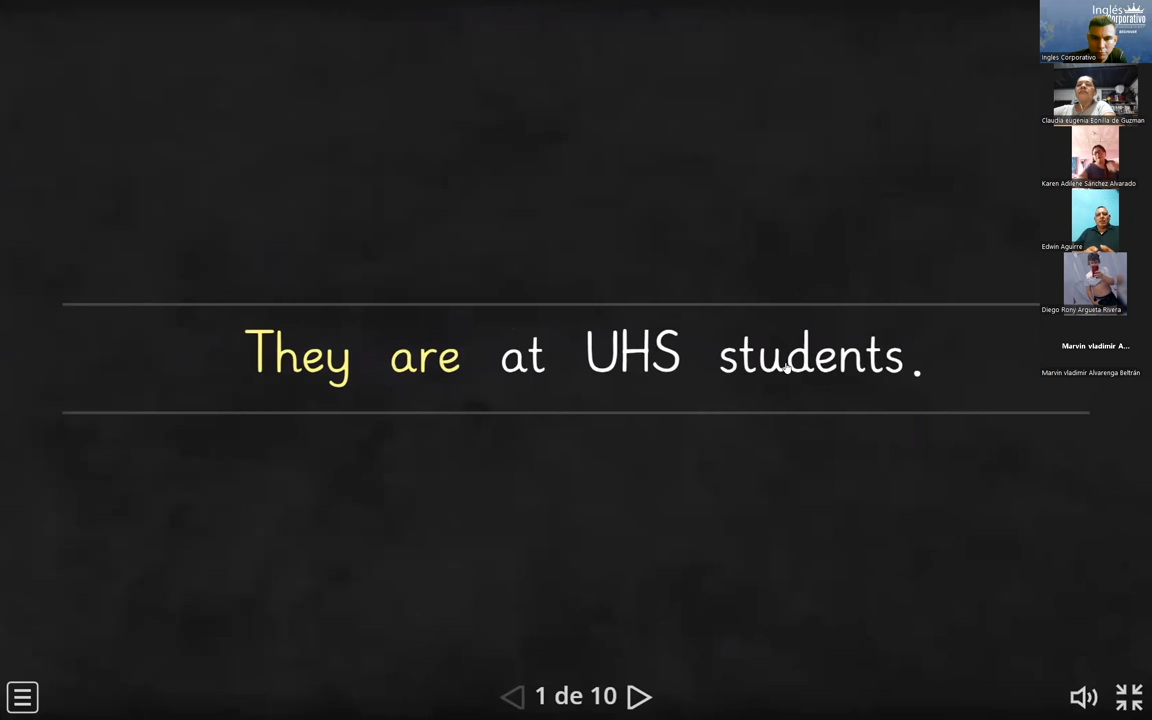 Inglés
Corporativo
BEGINNER
Ingles Corporativo
Claudia eugenia Bonilla de Guzman
Karen Adilene Sánchez Alvarado
Edwin Aguirre
Diego Rony Argueta Rivera
Marvin vladimir A...
Marvin vladimir Alvarenga Beltrán
They are at UHS students.
1 de 10